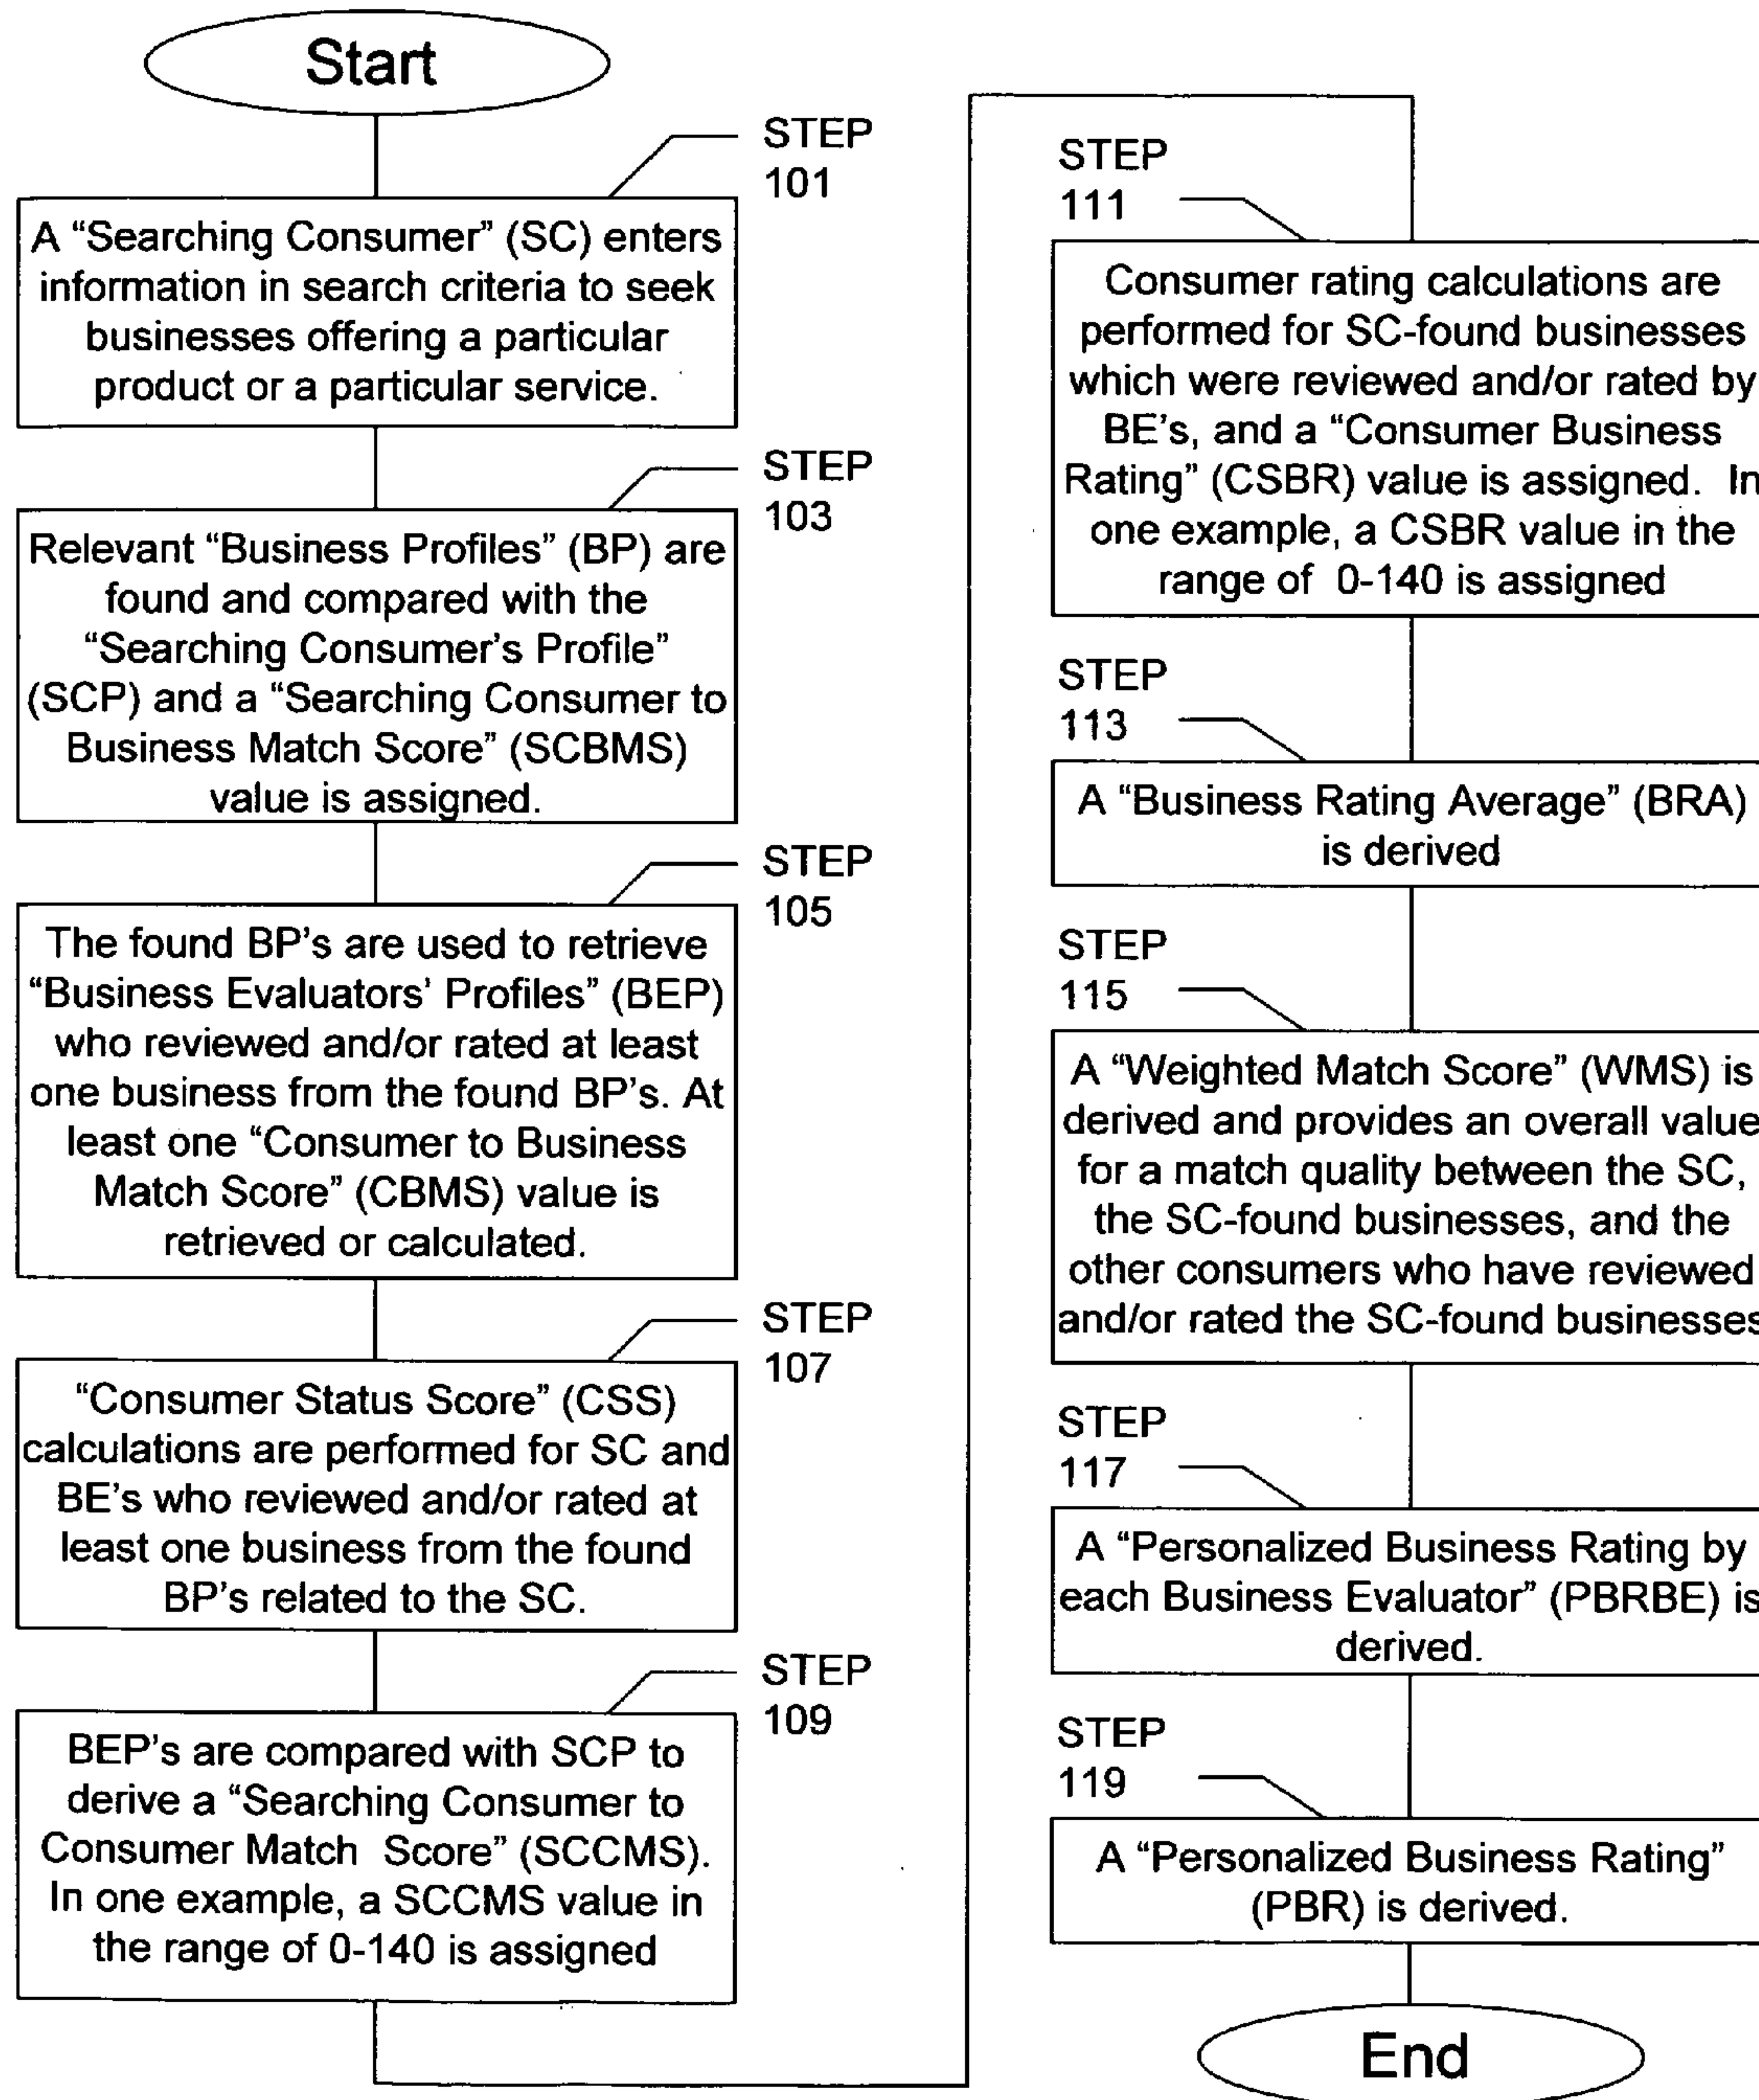 Start
STEP
101
A “Searching Consumer” (SC) enters
information in search criteria to seek
businesses offering a particular
product or a particular service.
STEP
103
Relevant “Business Profiles” (BP) are
found and compared with the
“Searching Consumer's Profile”
(SCP) and a “Searching Consumer to
Business Match Score” (SCBMS)
value is assigned.
STEP
105
The found BP's are used to retrieve
“Business Evaluators' Profiles” (BEP)
who reviewed and/or rated at least
one business from the found BP's. At
least one “Consumer to Business
Match Score” (CBMS) value is
retrieved or calculated.
STEP
107
“Consumer Status Score” (CSS)
calculations are performed for SC and
BE's who reviewed and/or rated at
least one business from the found
BP's related to the SC.
STEP
109
BEP's are compared with SCP to
derive a “Searching Consumer to
Consumer Match Score” (SCCMS).
In one example, a SCCMS value in
the range of 0-140 is assigned
STEP
111
Consumer rating calculations are
performed for SC-found businesses
which were reviewed and/or rated by
BE's, and a “Consumer Business
Rating” (CSBR) value is assigned. In
one example, a CSBR value in the
range of 0-140 is assigned
STEP
113
A “Business Rating Average” (BRA)
is derived
STEP
115
A “Weighted Match Score” (WMS) is
derived and provides an overall value
for a match quality between the SC,
the SC-found businesses, and the
other consumers who have reviewed
and/or rated the SC-found businesses
STEP
117
A “Personalized Business Rating by
each Business Evaluator” (PBRBE) is
derived.
STEP
119
A “Personalized Business Rating”
(PBR) is derived.
End